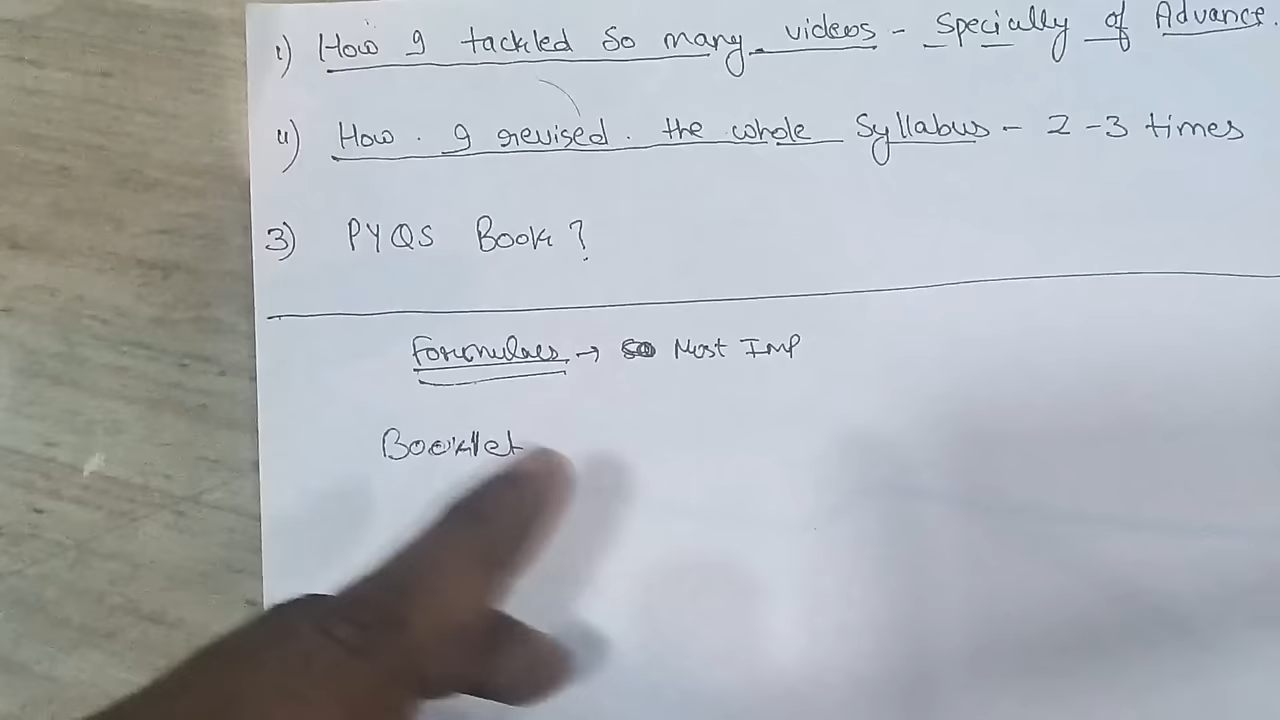 1) How I tackled so many videos - Specially of Advance.
4) How. I revised. the whole Syllabus - 2-3 times
3) PYQS Book?
Formulaes → Most Imp
Booklet